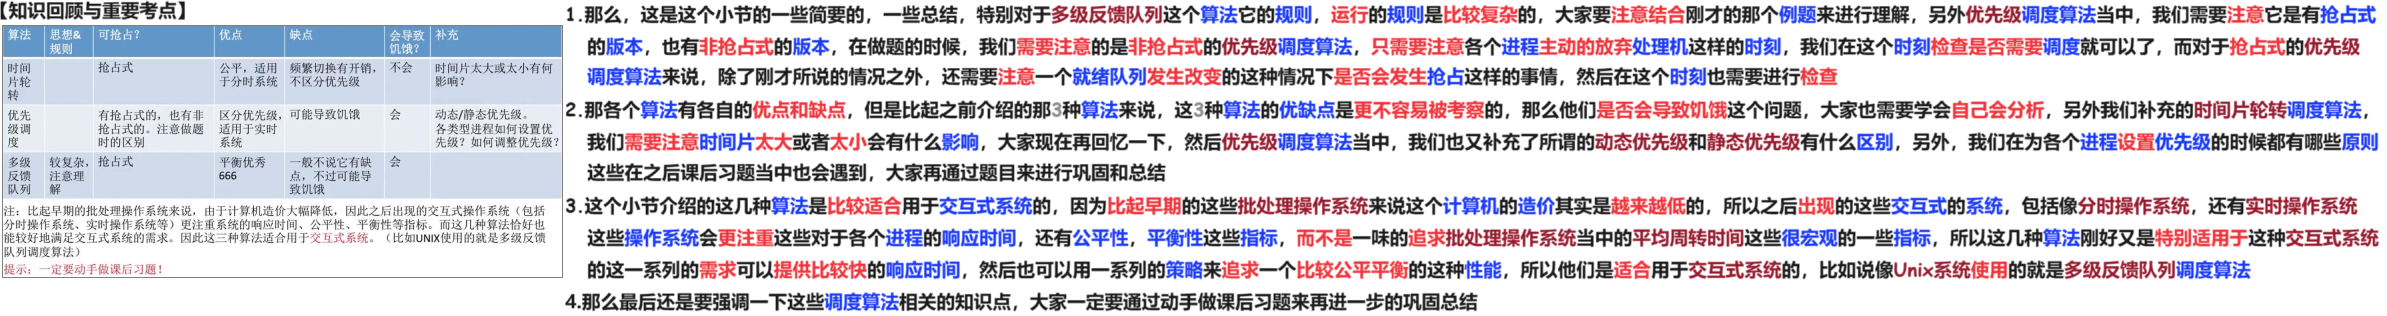 【知识回顾与重要考点】
算法 思想&规则 可抢占？ 优点 缺点 会导致饥饿？ 补充
时间片轮转 抢占式 公平，适用于分时系统 频繁切换有开销，不区分优先级 不会 时间片太大或太小有何影响？
优先级调度 有抢占式的，也有非抢占式的。注意做题时的区别 区分优先级，适用于实时系统 可能导致饥饿 会 动态/静态优先级。各类型进程如何设置优先级？如何调整优先级？
多级反馈队列 较复杂，注意理解 抢占式 平衡优秀 666 一般不说它有缺点，不过可能导致饥饿 会
注：比起早期的批处理操作系统来说，由于计算机造价大幅降低，因此之后出现的交互式操作系统（包括
分时操作系统、实时操作系统等）更注重系统的响应时间、公平性、平衡性等指标。而这几种算法恰好也
能较好地满足交互式系统的需求。因此这三种算法适合用于交互式系统。（比如UNIX使用的就是多级反馈
队列调度算法）
提示：一定要动手做课后习题！
1.那么，这是这个小节的一些简要的，一些总结，特别对于多级反馈队列这个算法它的规则，运行的规则是比较复杂的，大家要注意结合刚才的那个例题来进行理解，另外优先级调度算法当中，我们需要注意它是有抢占式
的版本，也有非抢占式的版本，在做题的时候，我们需要注意的是非抢占式的优先级调度算法，只需要注意各个进程主动的放弃处理机这样的时刻，我们在这个时刻检查是否需要调度就可以了，而对于抢占式的优先级
调度算法来说，除了刚才所说的情况之外，还需要注意一个就绪队列发生改变的这种情况下是否会发生抢占这样的事情，然后在这个时刻也需要进行检查
2.那各个算法有各自的优点和缺点，但是比起之前介绍的那3种算法来说，这3种算法的优缺点是更不容易被考察的，那么他们是否会导致饥饿这个问题，大家也需要学会自己会分析，另外我们补充的时间片轮转调度算法，
我们需要注意时间片太大或者太小会有什么影响，大家现在再回忆一下，然后优先级调度算法当中，我们也又补充了所谓的动态优先级和静态优先级有什么区别，另外，我们在为各个进程设置优先级的时候都有哪些原则
这些在之后课后习题当中也会遇到，大家再通过题目来进行巩固和总结
3.这个小节介绍的这几种算法是比较适合用于交互式系统的，因为比起早期的这些批处理操作系统来说这个计算机的造价其实是越来越低的，所以之后出现的这些交互式的系统，包括像分时操作系统，还有实时操作系统
这些操作系统会更注重这些对于各个进程的响应时间，还有公平性，平衡性这些指标，而不是一味的追求批处理操作系统当中的平均周转时间这些很宏观的一些指标，所以这几种算法刚好又是特别适用于这种交互式系统
的这一系列的需求可以提供比较快的响应时间，然后也可以用一系列的策略来追求一个比较公平平衡的这种性能，所以他们是适合用于交互式系统的，比如说像Unix系统使用的就是多级反馈队列调度算法
4.那么最后还是要强调一下这些调度算法相关的知识点，大家一定要通过动手做课后习题来再进一步的巩固总结